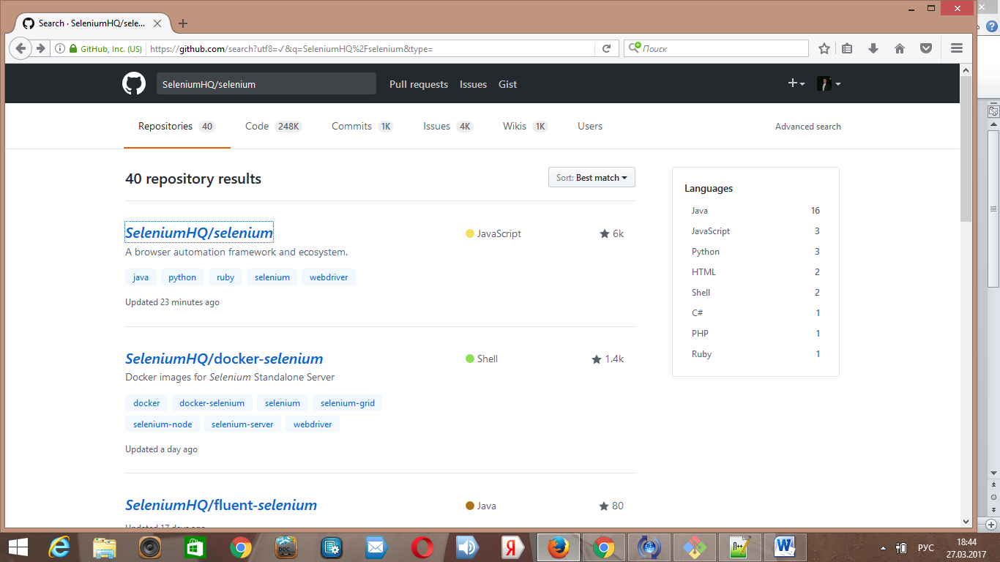 Search · SeleniumHQ/sele...
GitHub, Inc. (US) https://github.com/search?utf8=✓&q=SeleniumHQ%2Fselenium&type=
Поиск
SeleniumHQ/selenium Pull requests Issues Gist
Repositories 40 Code 248K Commits 1K Issues 4K Wikis 1K Users Advanced search
40 repository results
Sort: Best match
SeleniumHQ/selenium
JavaScript
6k
A browser automation framework and ecosystem.
java python ruby selenium webdriver
Updated 23 minutes ago
SeleniumHQ/docker-selenium
Shell
1.4k
Docker images for Selenium Standalone Server
docker docker-selenium selenium selenium-grid
selenium-node selenium-server webdriver
Updated a day ago
SeleniumHQ/fluent-selenium
Java
80
Updated 17 days ago
Languages
Java 16
JavaScript 3
Python 3
HTML 2
Shell 2
C# 1
PHP 1
Ruby 1
DOC
Я
РУС
18:44
27.03.2017